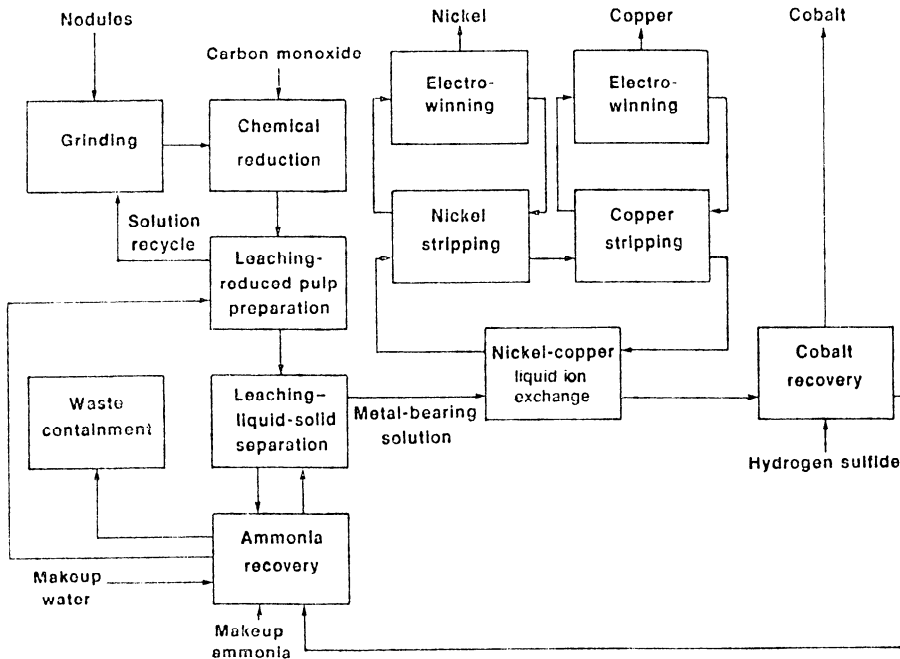 Nodules
Nickel
Copper
Cobalt
Carbon monoxide
Electro-
winning
Electro-
winning
Grinding
Chemical
reduction
Solution
recycle
Nickel
stripping
Copper
stripping
Leaching-
roduced pulp
preparation
Nickel-copper
liquid ion
exchange
Cobalt
recovery
Waste
containment
Leaching–
liquid-solid
separation
Metal-bearing
solution
Hydrogen sulfide
Ammonia
recovery
Makeup
water
Makeup
ammonia